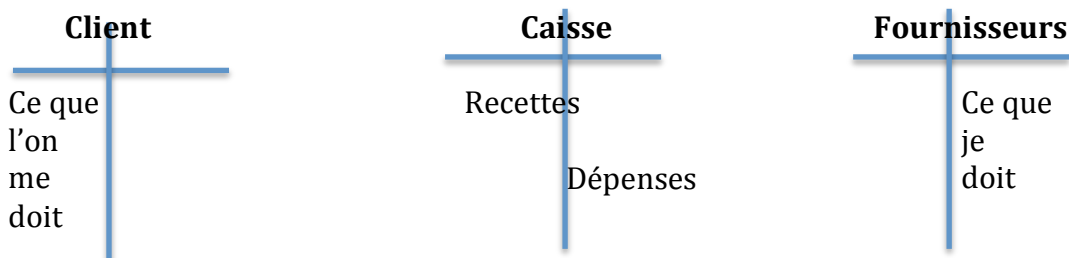 Client
Caisse
Fournisseurs
Ce que
l’on
me
doit
Recettes
Dépenses
Ce que
je
doit